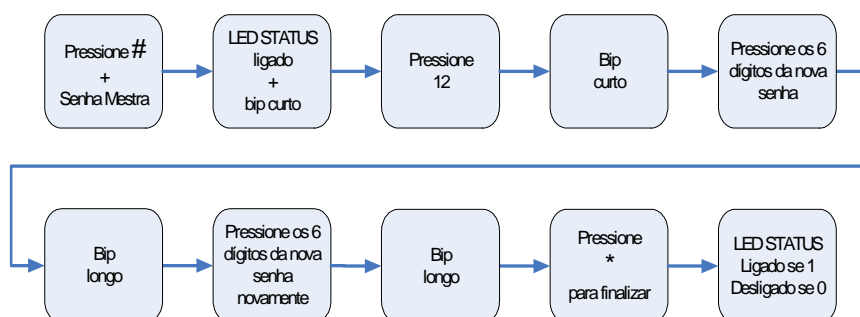 Pressione #
+
Senha Mestra
LED STATUS
ligado
+
bip curto
Pressione
12
Bip
curto
Pressione os 6
dígitos da nova
senha
Bip
longo
Pressione os 6
dígitos da nova
senha
novamente
Bip
longo
Pressione
*
para finalizar
LED STATUS
Ligado se 1
Desligado se 0